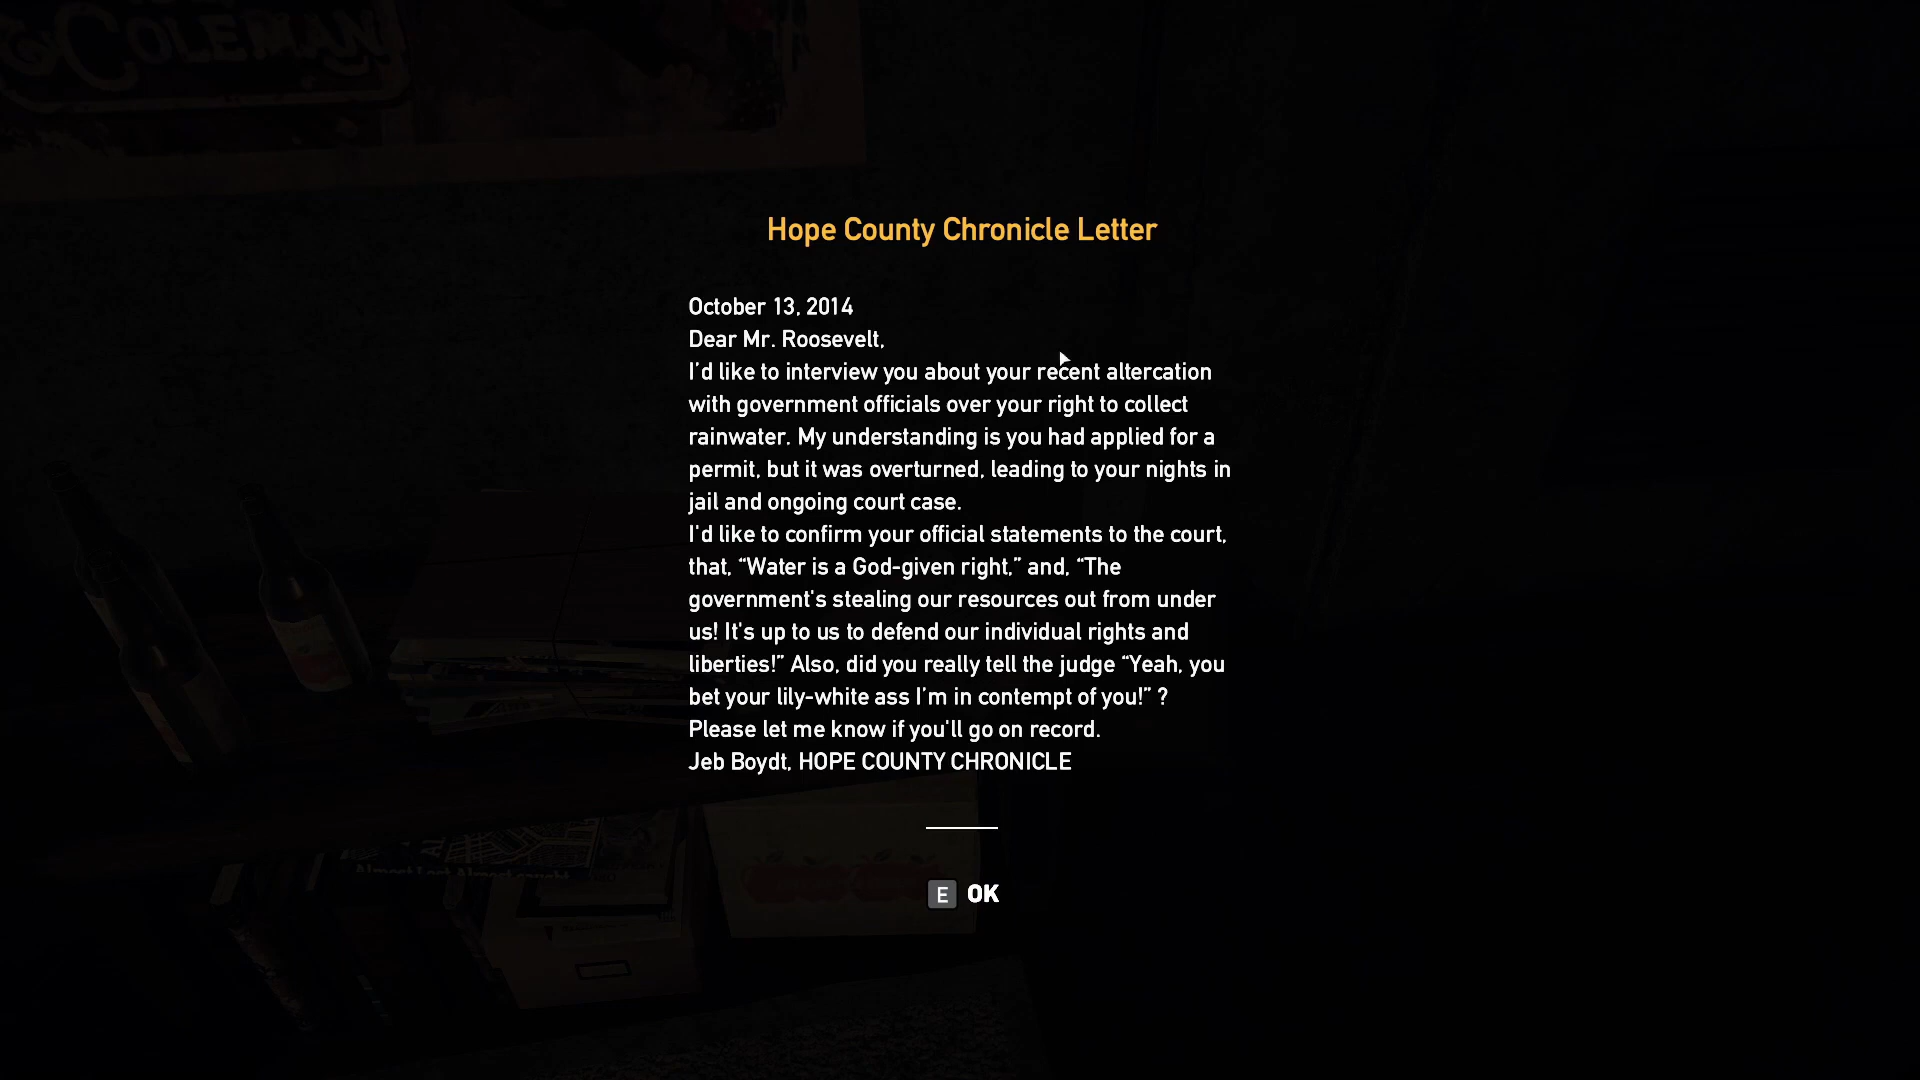 & COLEMAN
Hope County Chronicle Letter
October 13, 2014
Dear Mr. Roosevelt,
I’d like to interview you about your recent altercation
with government officials over your right to collect
rainwater. My understanding is you had applied for a
permit, but it was overturned, leading to your nights in
jail and ongoing court case.
I'd like to confirm your official statements to the court,
that, “Water is a God-given right,” and, “The
government's stealing our resources out from under
us! It's up to us to defend our individual rights and
liberties!” Also, did you really tell the judge “Yeah, you
bet your lily-white ass I’m in contempt of you!” ?
Please let me know if you'll go on record.
Jeb Boydt, HOPE COUNTY CHRONICLE
E OK